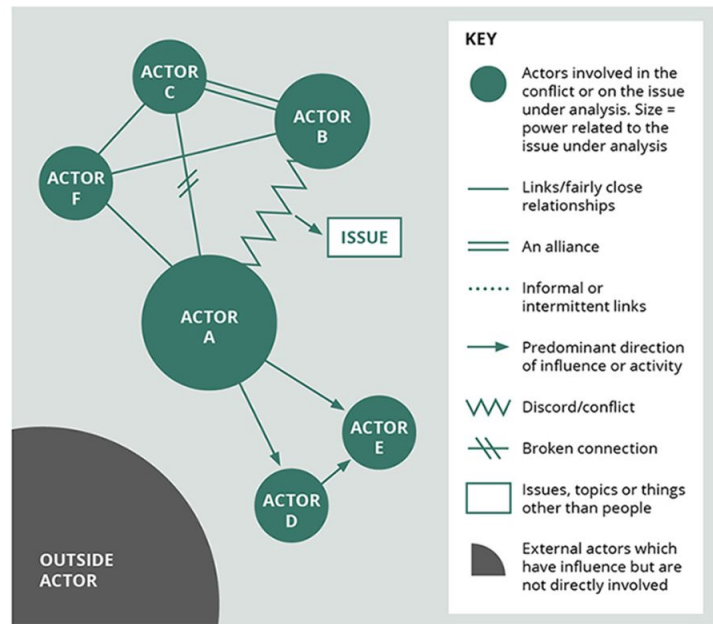 ACTOR
C
ACTOR
B
ACTOR
F
ISSUE
ACTOR
A
ACTOR
E
ACTOR
D
OUTSIDE
ACTOR
KEY
Actors involved in the
conflict or on the issue
under analysis. Size =
power related to the
issue under analysis
Links/fairly close
relationships
An alliance
Informal or
intermittent links
Predominant direction
of influence or activity
Discord/conflict
Broken connection
Issues, topics or things
other than people
External actors which
have influence but are
not directly involved